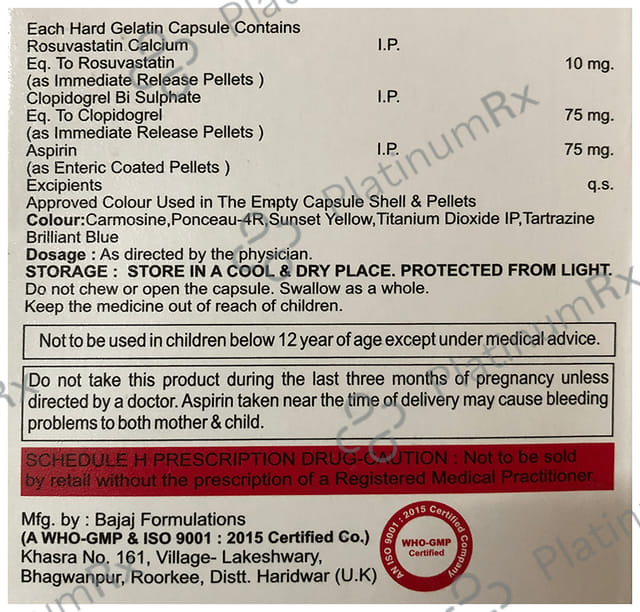 Each Hard Gelatin Capsule Contains
Rosuvastatin Calcium I.P.
Eq. To Rosuvastatin 10 mg.
(as Immediate Release Pellets )
Clopidogrel Bi Sulphate I.P.
Eq. To Clopidogrel 75 mg.
(as Immediate Release Pellets )
Aspirin I.P. 75 mg.
(as Enteric Coated Pellets )
Excipients q.s.
Approved Colour Used in The Empty Capsule Shell & Pellets
Colour:Carmosine,Ponceau-4R,Sunset Yellow,Titanium Dioxide IP,Tartrazine
Brilliant Blue
Dosage : As directed by the physician.
STORAGE : STORE IN A COOL & DRY PLACE. PROTECTED FROM LIGHT.
Do not chew or open the capsule. Swallow as a whole.
Keep the medicine out of reach of children.
Not to be used in children below 12 year of age except under medical advice.
Do not take this product during the last three months of pregnancy unless
directed by a doctor. Aspirin taken near the time of delivery may cause bleeding
problems to both mother & child.
SCHEDULE H PRESCRIPTION DRUG-CAUTION : Not to be sold
by retail without the prescription of a Registered Medical Practitioner.
Mfg. by : Bajaj Formulations
(A WHO-GMP & ISO 9001 : 2015 Certified Co.)
Khasra No. 161, Village- Lakeshwary,
Bhagwanpur, Roorkee, Distt. Haridwar (U.K)
AN ISO 9001 : 2015 Certified Company
WHO-GMP
Certified
PlatinumRx
PlatinumRx
PlatinumRx